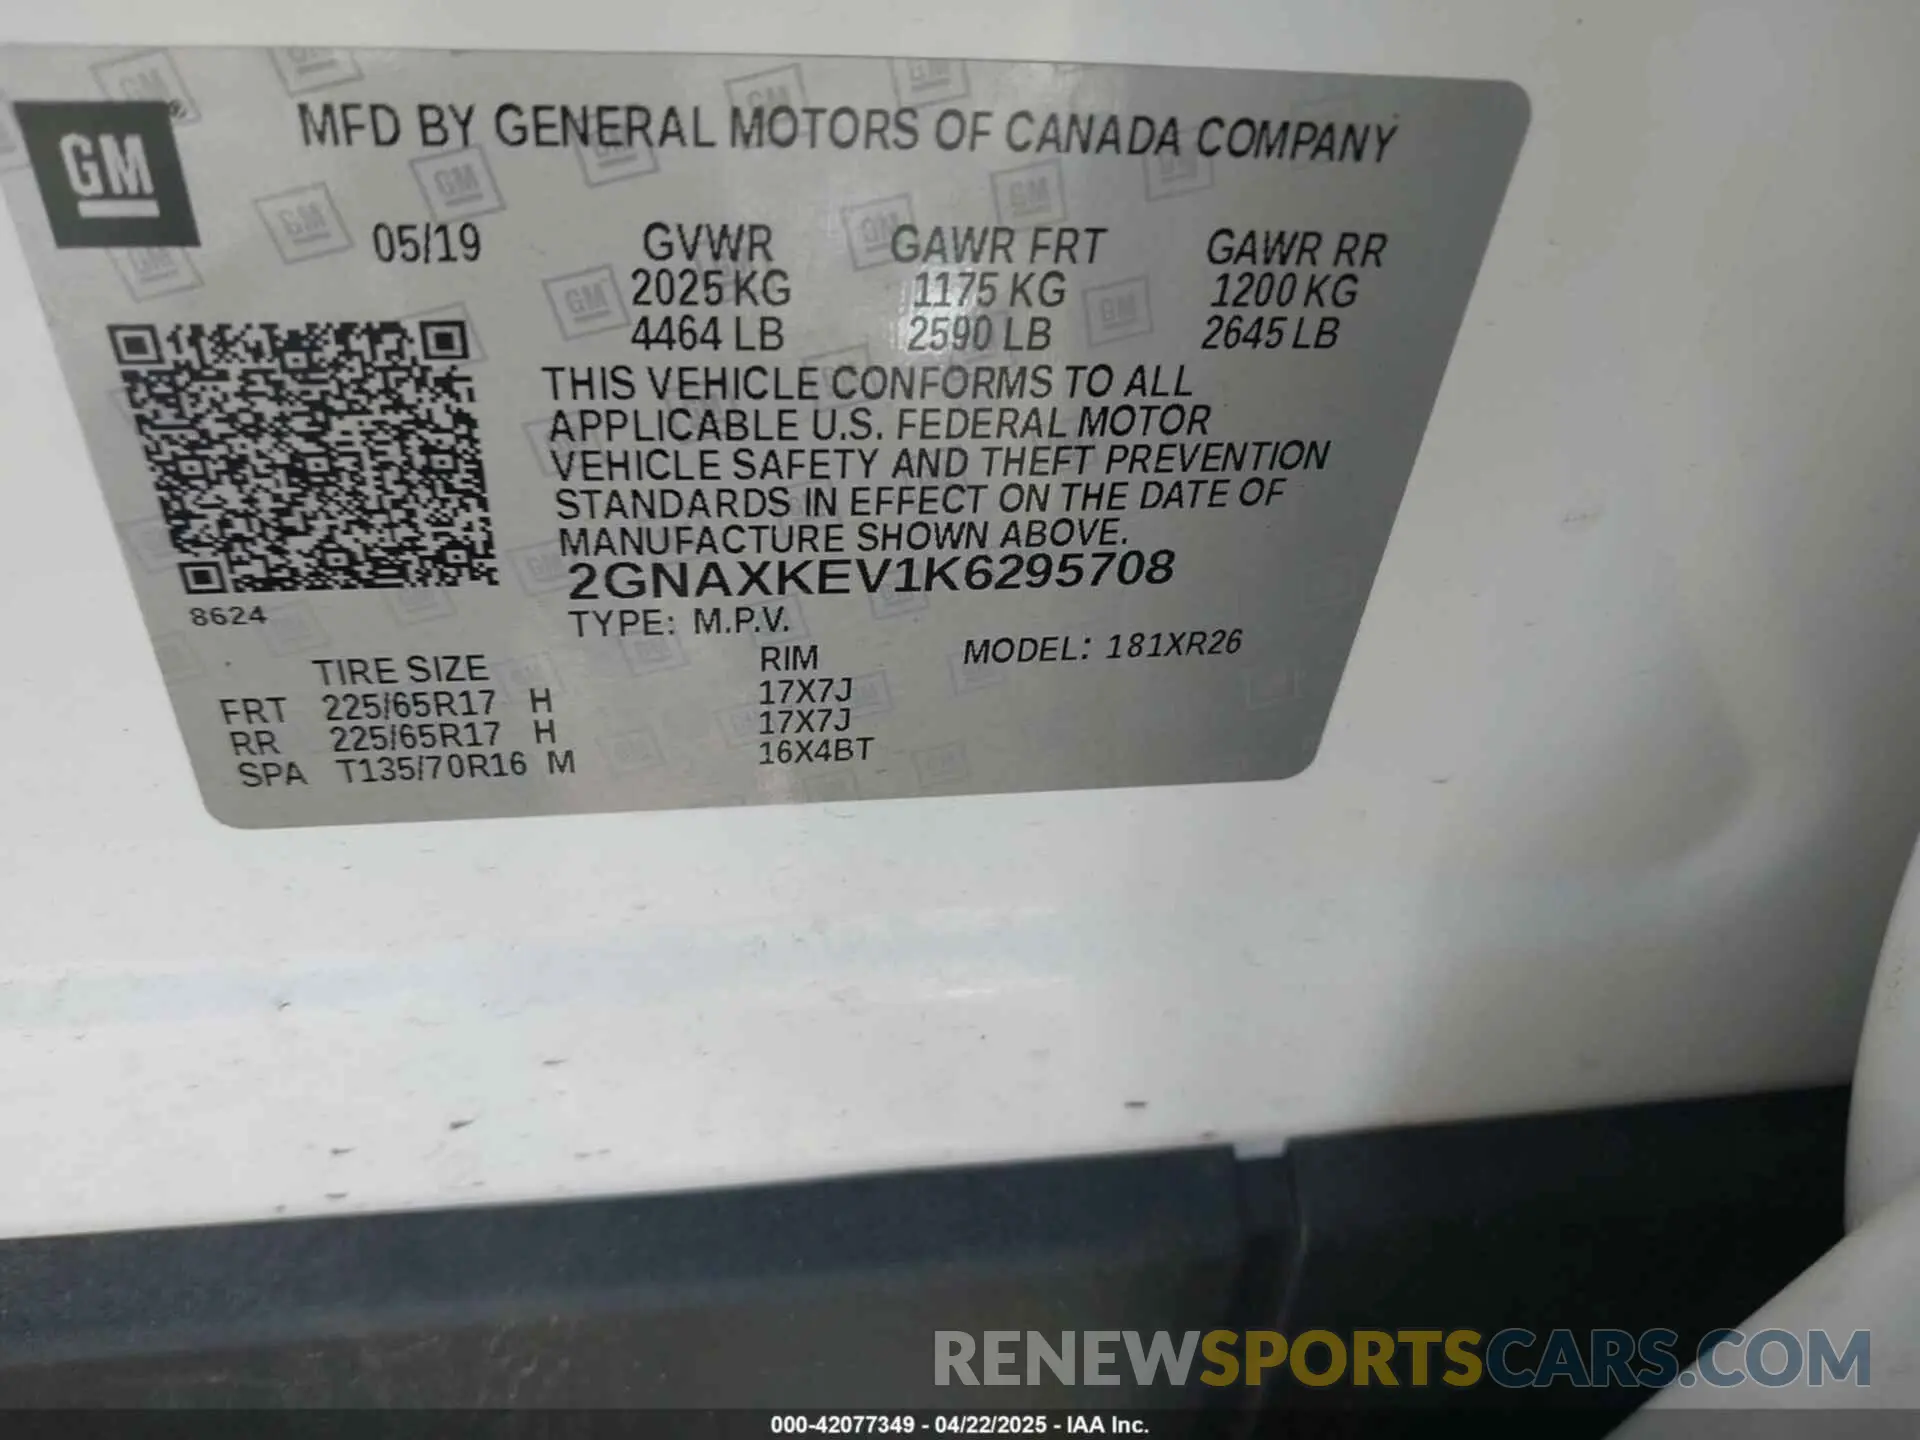 GM
MFD BY GENERAL MOTORS OF CANADA COMPANY
05/19 GVWR GAWR FRT GAWR RR
2025 KG 1175 KG 1200 KG
4464 LB 2590 LB 2645 LB
THIS VEHICLE CONFORMS TO ALL
APPLICABLE U.S. FEDERAL MOTOR
VEHICLE SAFETY AND THEFT PREVENTION
STANDARDS IN EFFECT ON THE DATE OF
MANUFACTURE SHOWN ABOVE.
2GNAXKEV1K6295708
8624
TYPE: M.P.V.
MODEL: 181XR26
TIRE SIZE RIM
FRT 225/65R17 H 17X7J
RR 225/65R17 H 17X7J
SPA T135/70R16 M 16X4BT
RENEWSPORTSCARS.COM
000-42077349 - 04/22/2025 - IAA Inc.